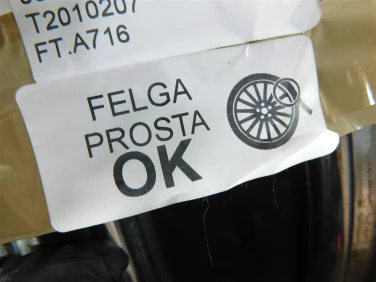 T2010207
FT.A716
FELGA
PROSTA
OK